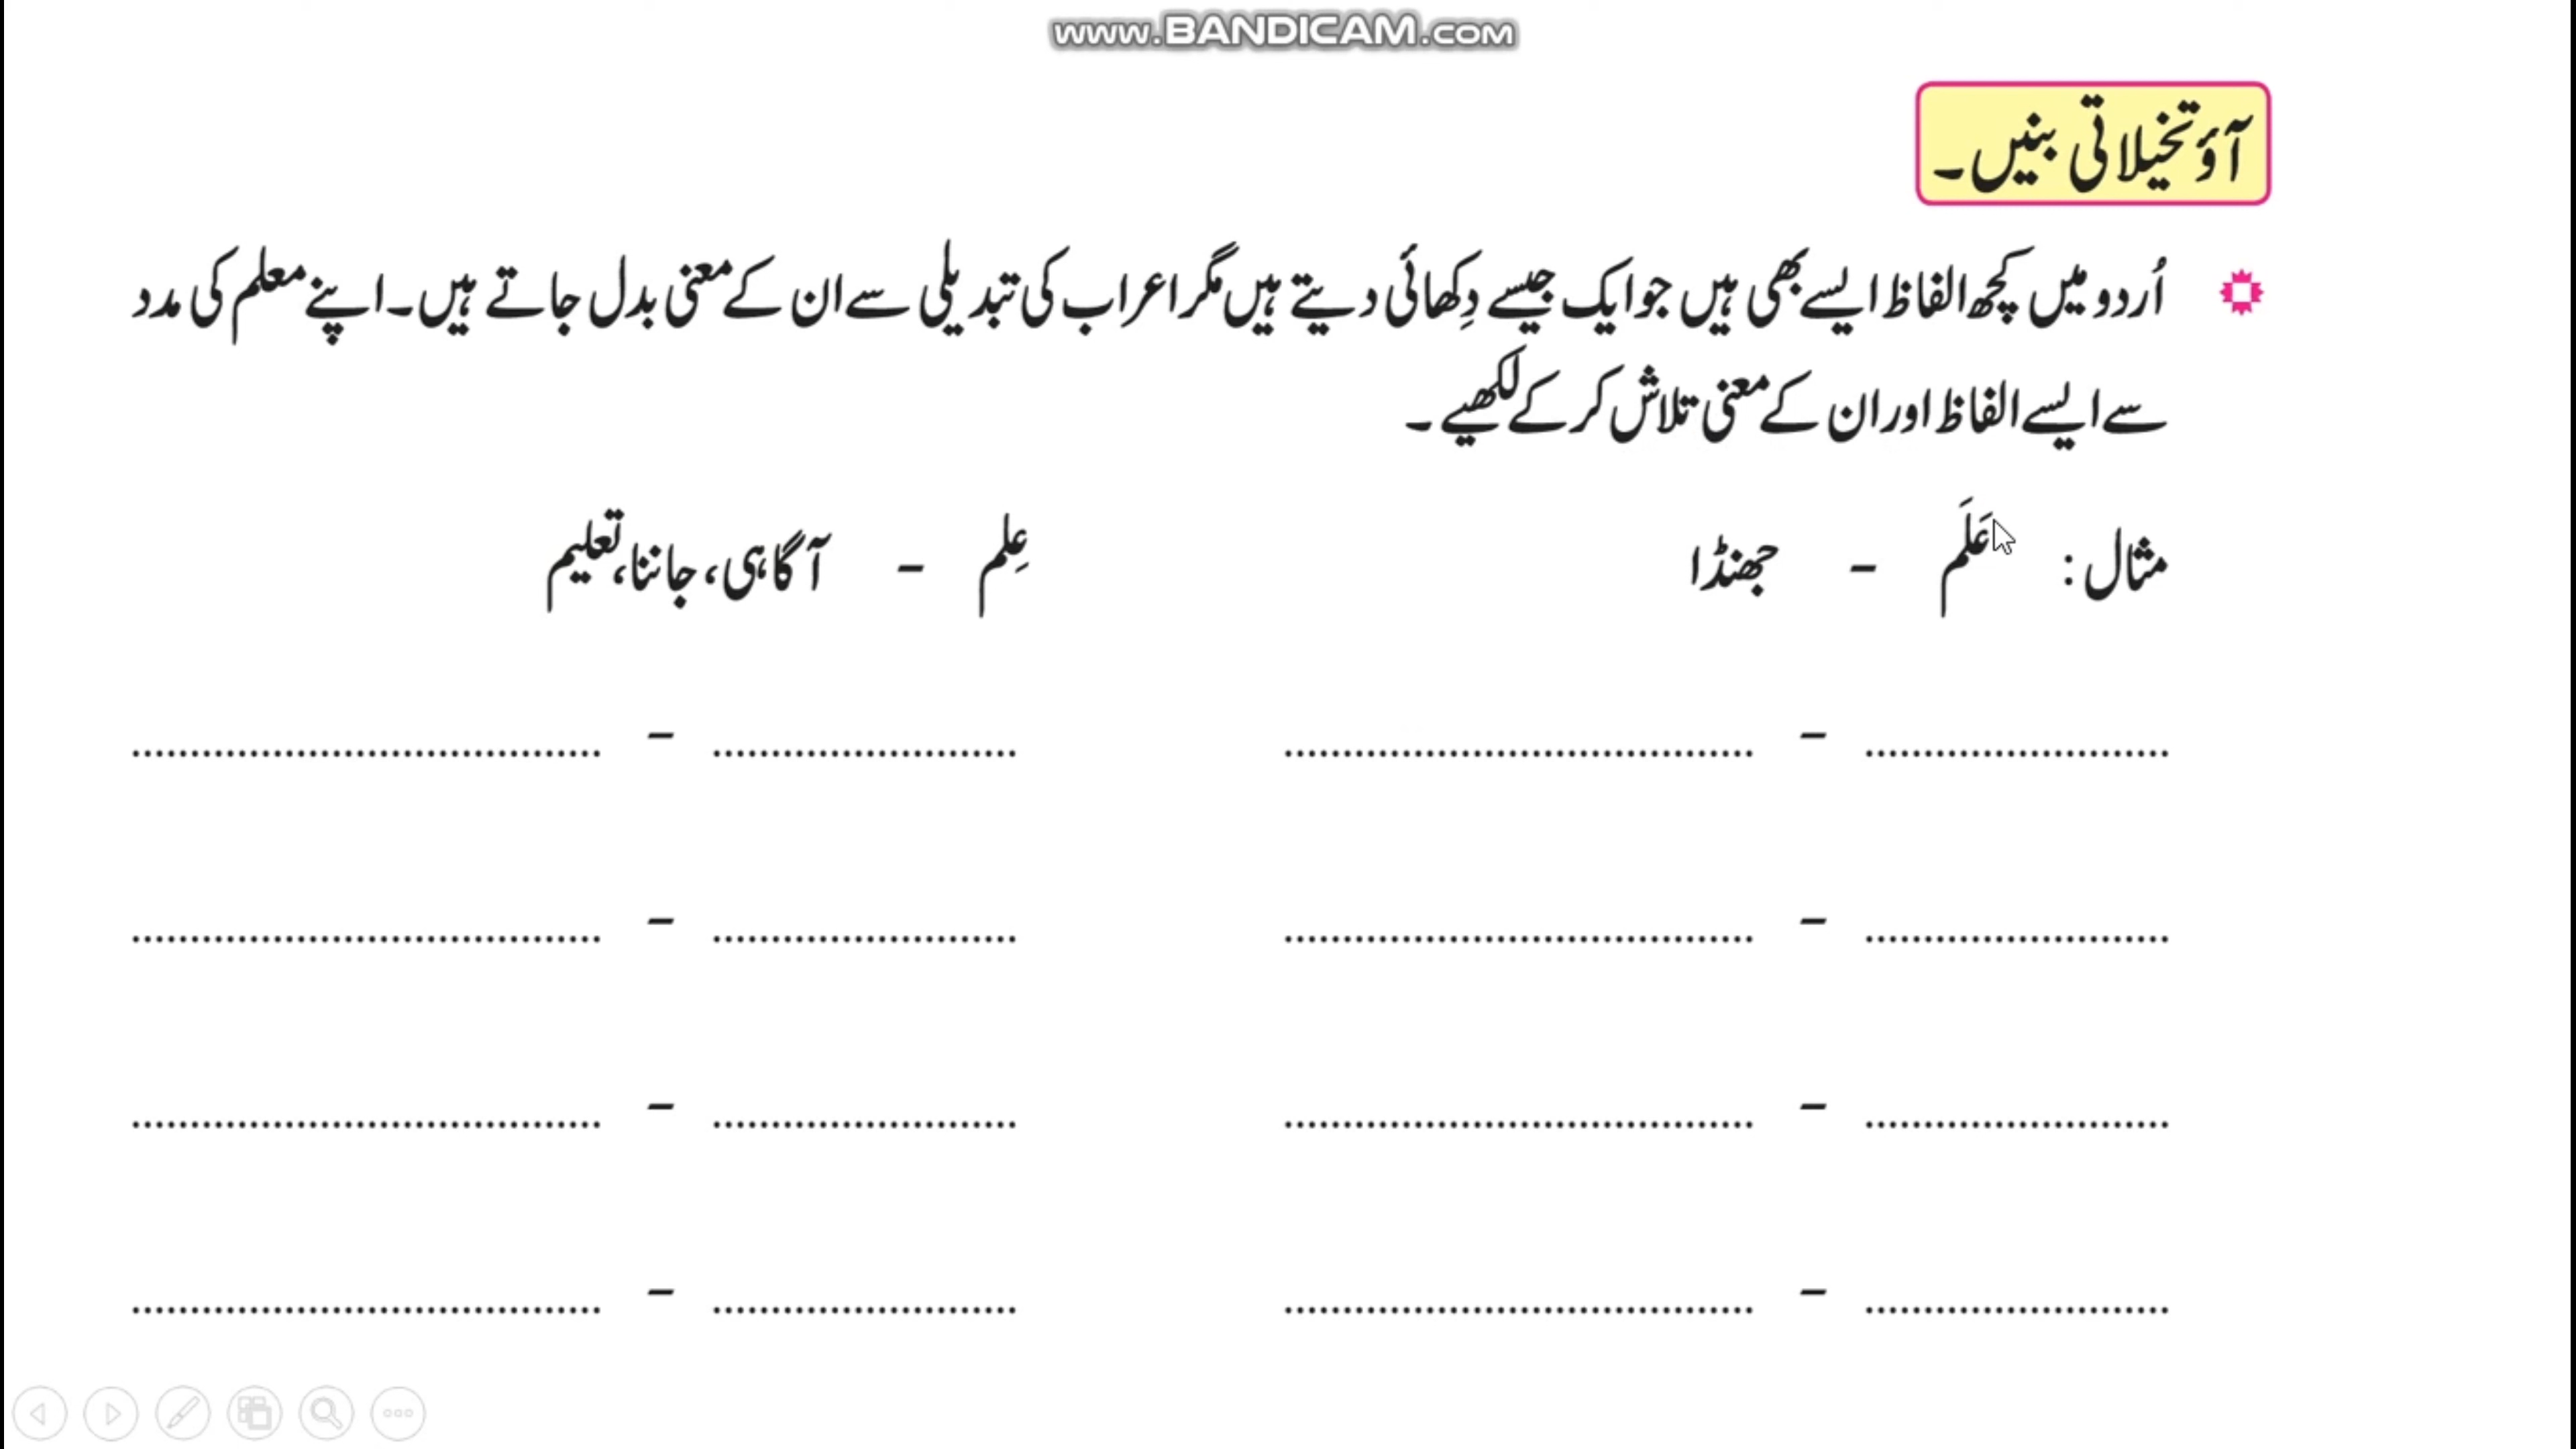 www.BANDICAM.com
آؤ تخیلاتی بنیں۔
اُردو میں کچھ الفاظ ایسے بھی ہیں جو ایک جیسے دِکھائی دیتے ہیں مگر اعراب کی تبدیلی سے ان کے معنی بدل جاتے ہیں۔ اپنے معلم کی مدد
سے ایسے الفاظ اور ان کے معنی تلاش کر کے لکھیے۔
مثال : عَلَم - جھنڈا عِلم - آگاہی، جاننا، تعلیم
.......................... - ........................................ .......................... - ........................................
.......................... - ........................................ .......................... - ........................................
.......................... - ........................................ .......................... - ........................................
.......................... - ........................................ .......................... - ........................................